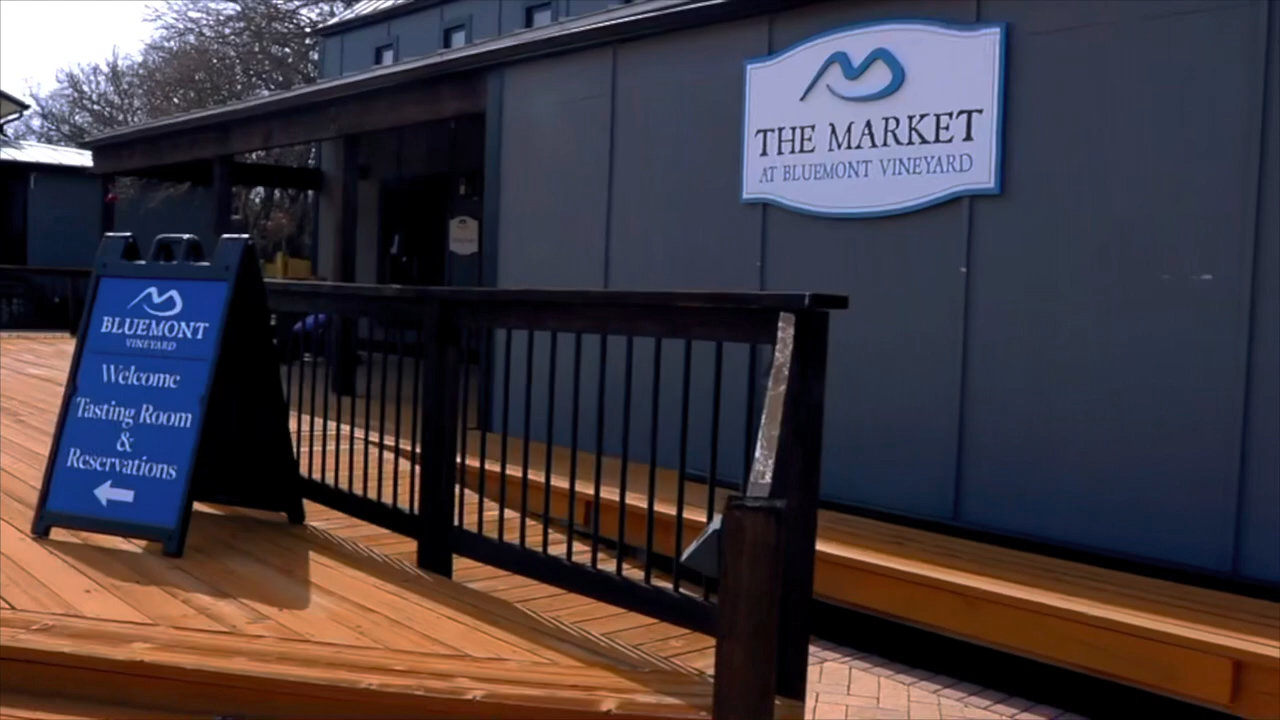 THE MARKET
AT BLUEMONT VINEYARD
BLUEMONT
VINEYARD
Welcome
Tasting Room
&
Reservations